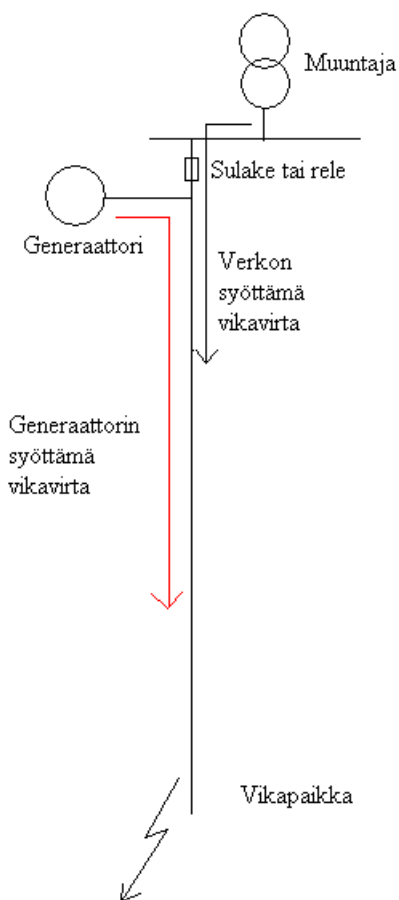 Muuntaja
Sulake tai rele
Generaattori
Verkon
syöttämä
vikavirta
Generaattorin
syöttämä
vikavirta
Vikapaikka